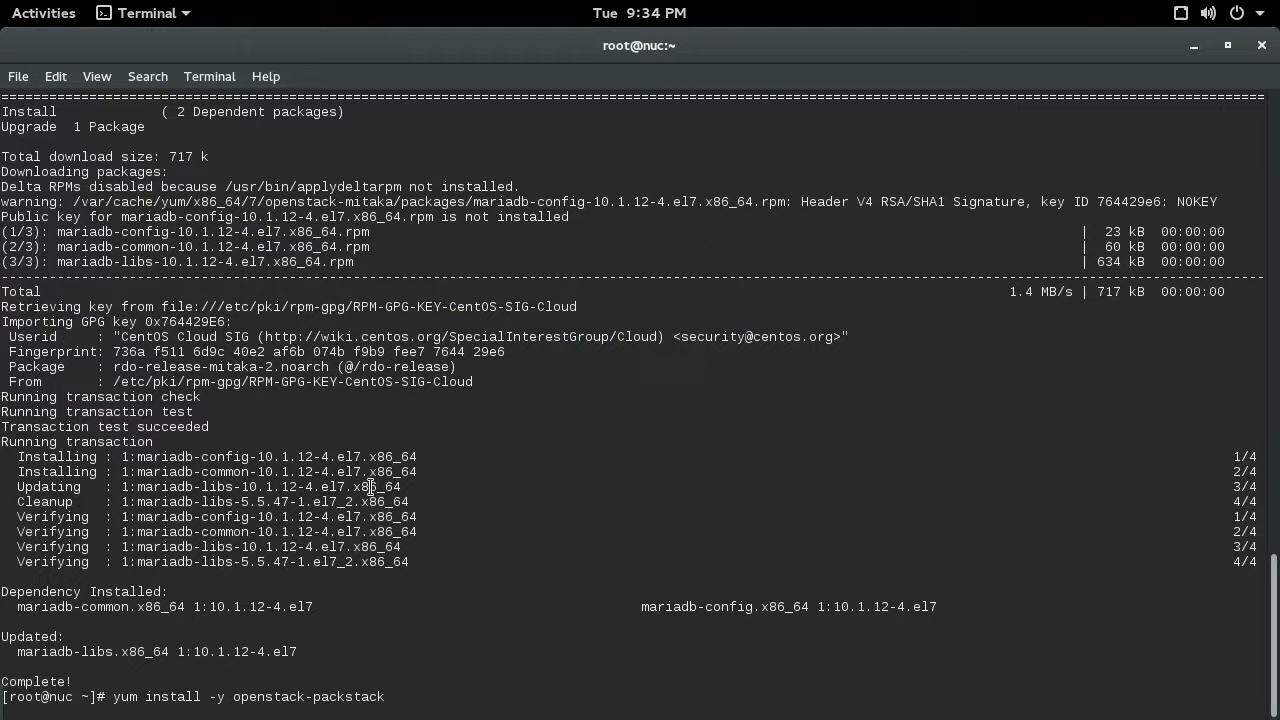 Activities Terminal Tue 9:34 PM
root@nuc:~
File Edit View Search Terminal Help
================================================================================
Install ( 2 Dependent packages)
Upgrade 1 Package
Total download size: 717 k
Downloading packages:
Delta RPMs disabled because /usr/bin/applydeltarpm not installed.
warning: /var/cache/yum/x86_64/7/openstack-mitaka/packages/mariadb-config-10.1.12-4.el7.x86_64.rpm: Header V4 RSA/SHA1 Signature, key ID 764429e6: NOKEY
Public key for mariadb-config-10.1.12-4.el7.x86_64.rpm is not installed
(1/3): mariadb-config-10.1.12-4.el7.x86_64.rpm | 23 kB 00:00:00
(2/3): mariadb-common-10.1.12-4.el7.x86_64.rpm | 60 kB 00:00:00
(3/3): mariadb-libs-10.1.12-4.el7.x86_64.rpm | 634 kB 00:00:00
--------------------------------------------------------------------------------
Total 1.4 MB/s | 717 kB 00:00:00
Retrieving key from file:///etc/pki/rpm-gpg/RPM-GPG-KEY-CentOS-SIG-Cloud
Importing GPG key 0x764429E6:
Userid : "CentOS Cloud SIG (http://wiki.centos.org/SpecialInterestGroup/Cloud) <security@centos.org>"
Fingerprint: 736a f511 6d9c 40e2 af6b 074b f9b9 fee7 7644 29e6
Package : rdo-release-mitaka-2.noarch (@/rdo-release)
From : /etc/pki/rpm-gpg/RPM-GPG-KEY-CentOS-SIG-Cloud
Running transaction check
Running transaction test
Transaction test succeeded
Running transaction
Installing : 1:mariadb-config-10.1.12-4.el7.x86_64 1/4
Installing : 1:mariadb-common-10.1.12-4.el7.x86_64 2/4
Updating : 1:mariadb-libs-10.1.12-4.el7.x86_64 3/4
Cleanup : 1:mariadb-libs-5.5.47-1.el7_2.x86_64 4/4
Verifying : 1:mariadb-config-10.1.12-4.el7.x86_64 1/4
Verifying : 1:mariadb-common-10.1.12-4.el7.x86_64 2/4
Verifying : 1:mariadb-libs-10.1.12-4.el7.x86_64 3/4
Verifying : 1:mariadb-libs-5.5.47-1.el7_2.x86_64 4/4
Dependency Installed:
mariadb-common.x86_64 1:10.1.12-4.el7 mariadb-config.x86_64 1:10.1.12-4.el7
Updated:
mariadb-libs.x86_64 1:10.1.12-4.el7
Complete!
[root@nuc ~]# yum install -y openstack-packstack